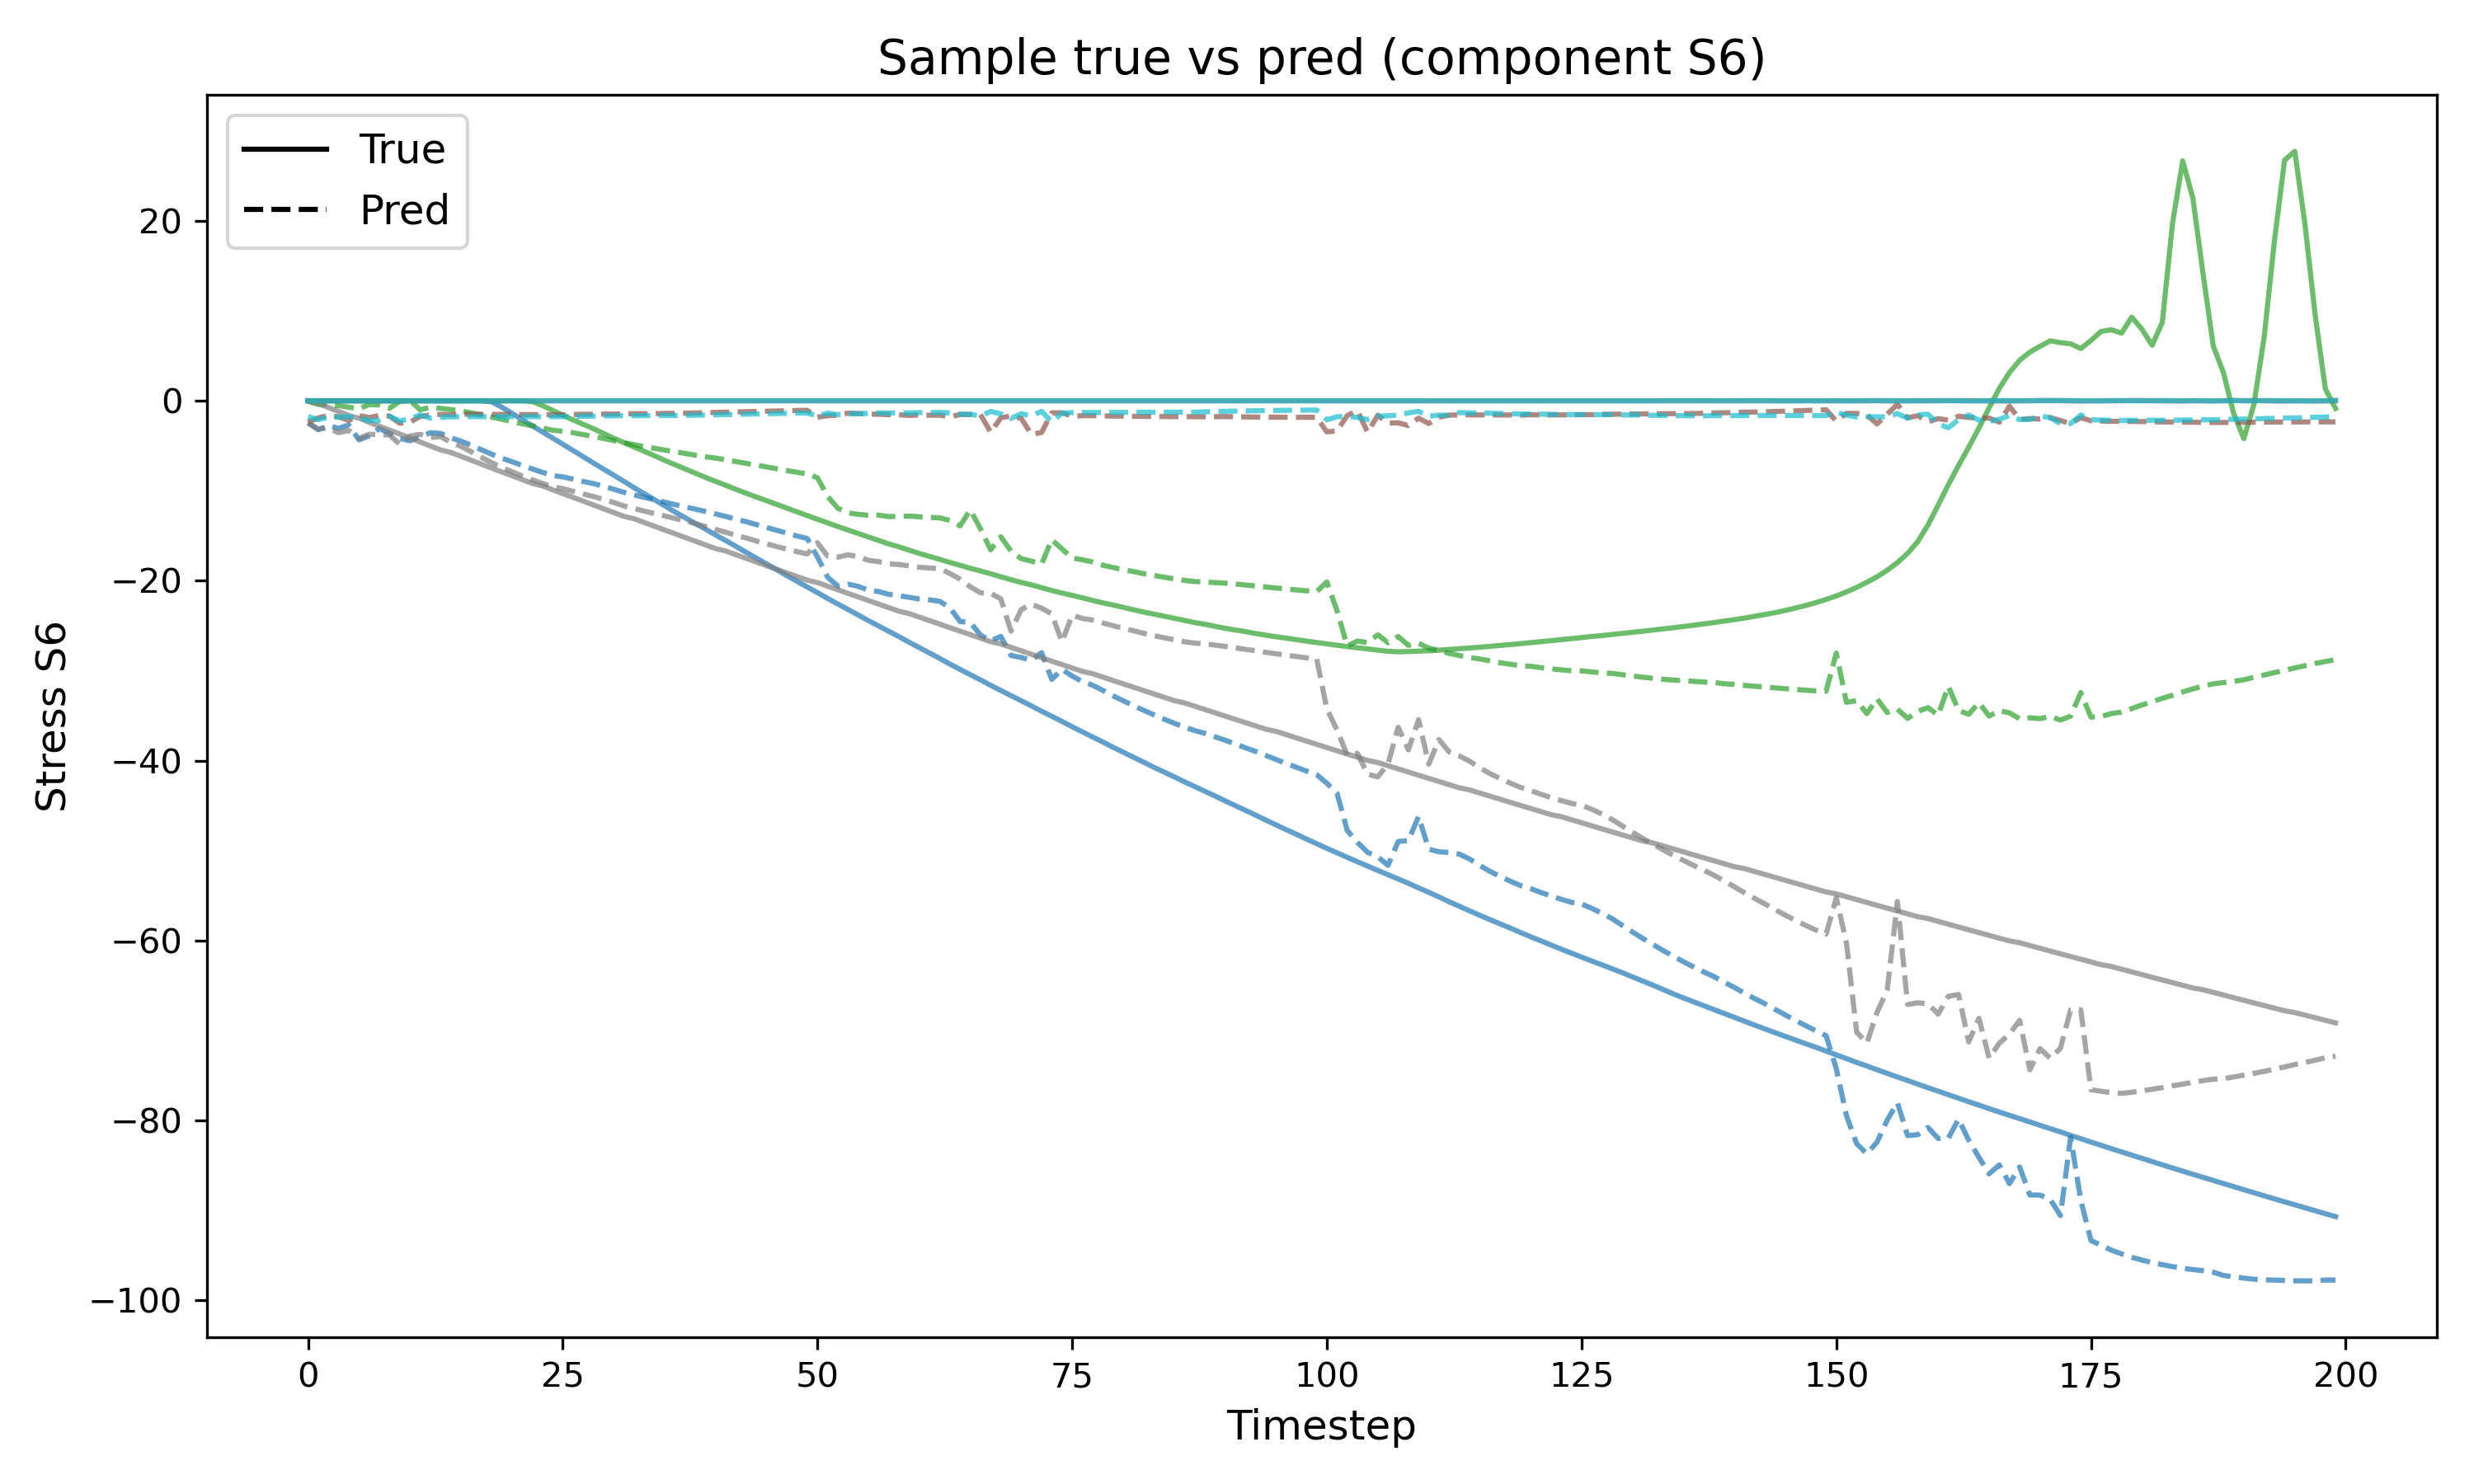 Sample true vs pred (component S6)
True
Pred
20
0
−20
−40
−60
−80
−100
Stress S6
0 25 50 75 100 125 150 175 200
Timestep